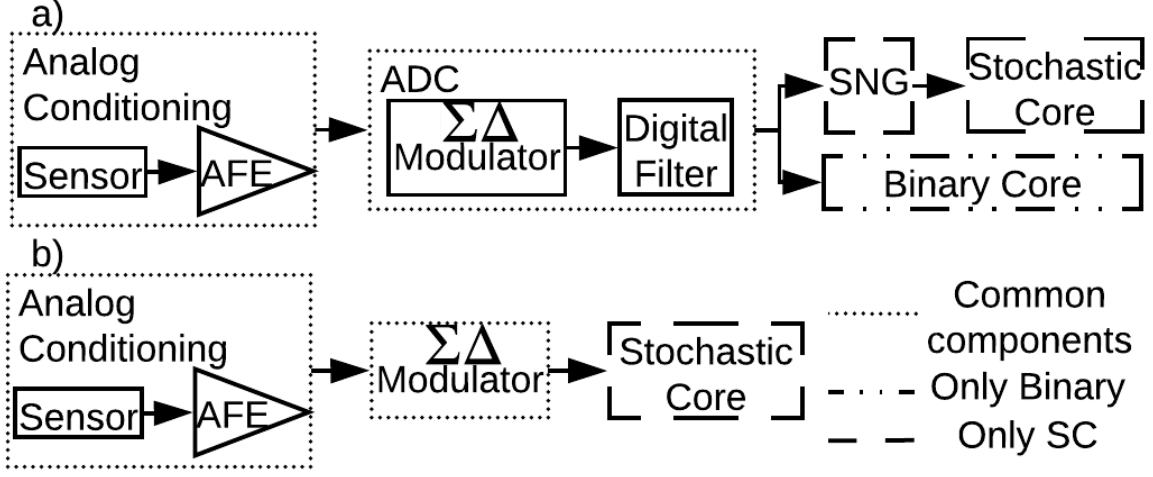 a)
Analog
Conditioning
Sensor
AFE
ADC
ΣΔ
Modulator
Digital
Filter
SNG
Stochastic
Core
Binary Core
b)
Analog
Conditioning
Sensor
AFE
ΣΔ
Modulator
Stochastic
Core
Common
components
Only Binary
Only SC